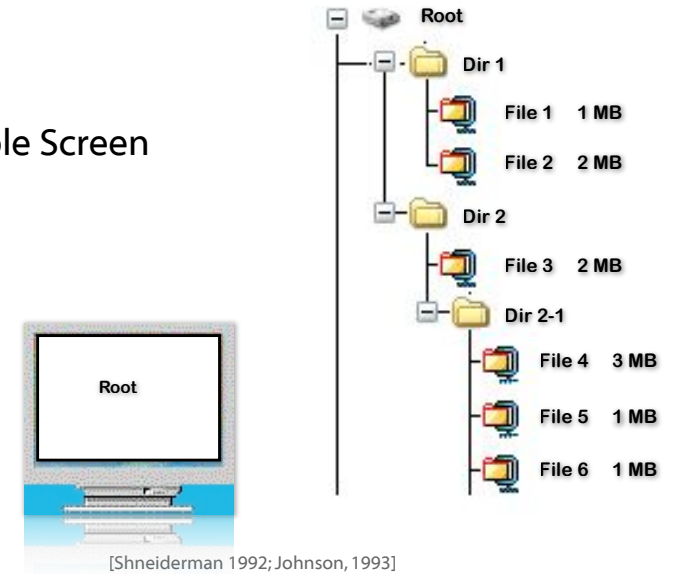 Root
Dir 1
File 1 1 MB
ole Screen
File 2 2 MB
Dir 2
File 3 2 MB
Dir 2-1
File 4 3 MB
Root
File 5 1 MB
File 6 1 MB
[Shneiderman 1992; Johnson, 1993]